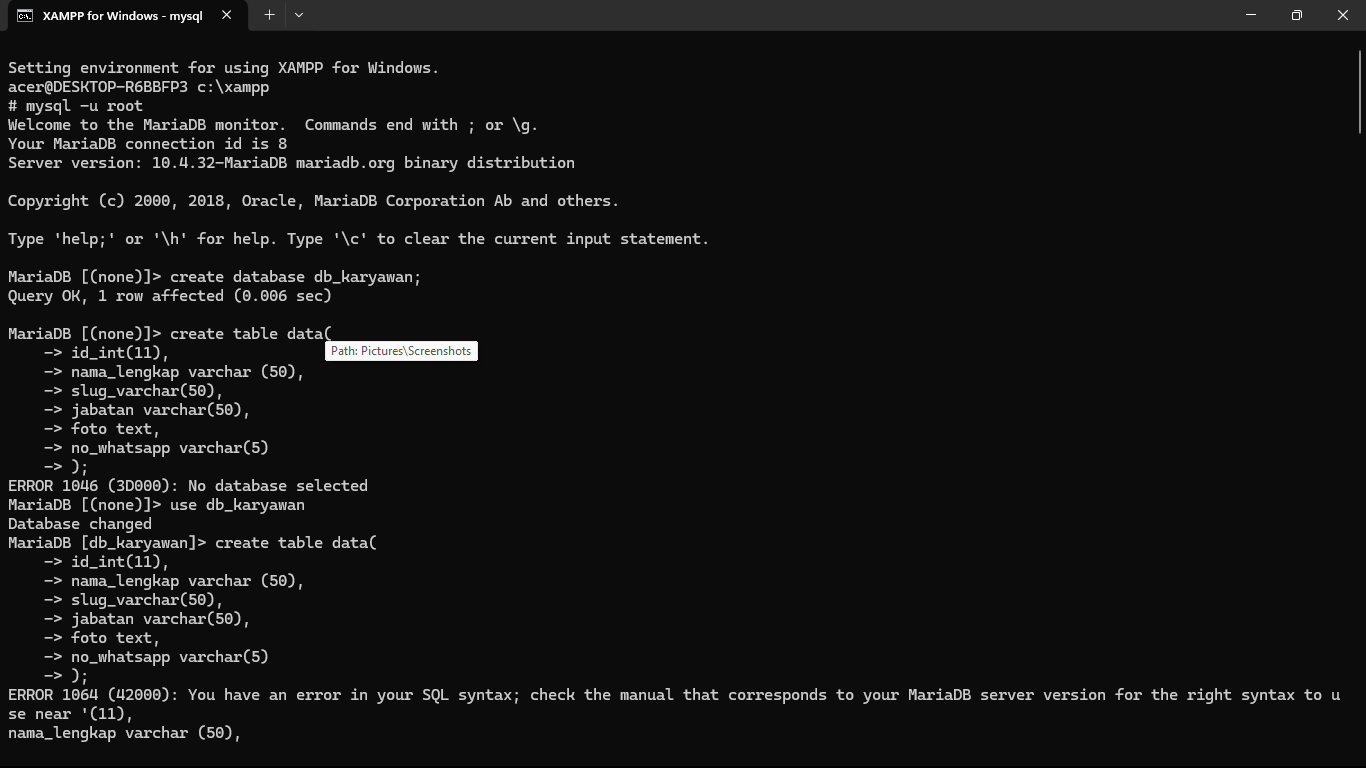 XAMPP for Windows - mysql
Setting environment for using XAMPP for Windows.
acer@DESKTOP-R6BBFP3 c:\xampp
# mysql -u root
Welcome to the MariaDB monitor.  Commands end with ; or \g.
Your MariaDB connection id is 8
Server version: 10.4.32-MariaDB mariadb.org binary distribution
Copyright (c) 2000, 2018, Oracle, MariaDB Corporation Ab and others.
Type 'help;' or '\h' for help. Type '\c' to clear the current input statement.
MariaDB [(none)]> create database db_karyawan;
Query OK, 1 row affected (0.006 sec)
MariaDB [(none)]> create table data(
Path: Pictures\Screenshots
    -> id_int(11),
    -> nama_lengkap varchar (50),
    -> slug_varchar(50),
    -> jabatan varchar(50),
    -> foto text,
    -> no_whatsapp varchar(5)
    -> );
ERROR 1046 (3D000): No database selected
MariaDB [(none)]> use db_karyawan
Database changed
MariaDB [db_karyawan]> create table data(
    -> id_int(11),
    -> nama_lengkap varchar (50),
    -> slug_varchar(50),
    -> jabatan varchar(50),
    -> foto text,
    -> no_whatsapp varchar(5)
    -> );
ERROR 1064 (42000): You have an error in your SQL syntax; check the manual that corresponds to your MariaDB server version for the right syntax to u
se near '(11),
nama_lengkap varchar (50),